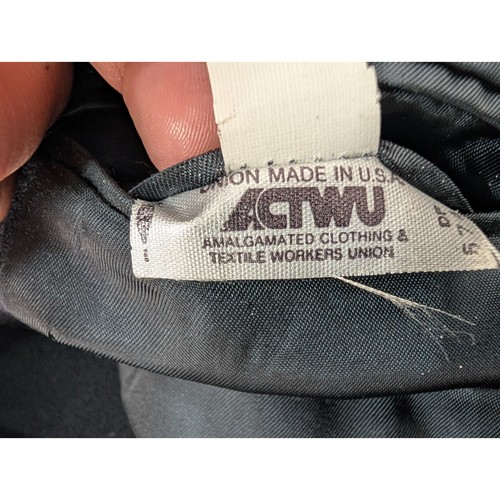 UNION MADE IN U.S.A.
ACTWU
AMALGAMATED CLOTHING &
TEXTILE WORKERS UNION